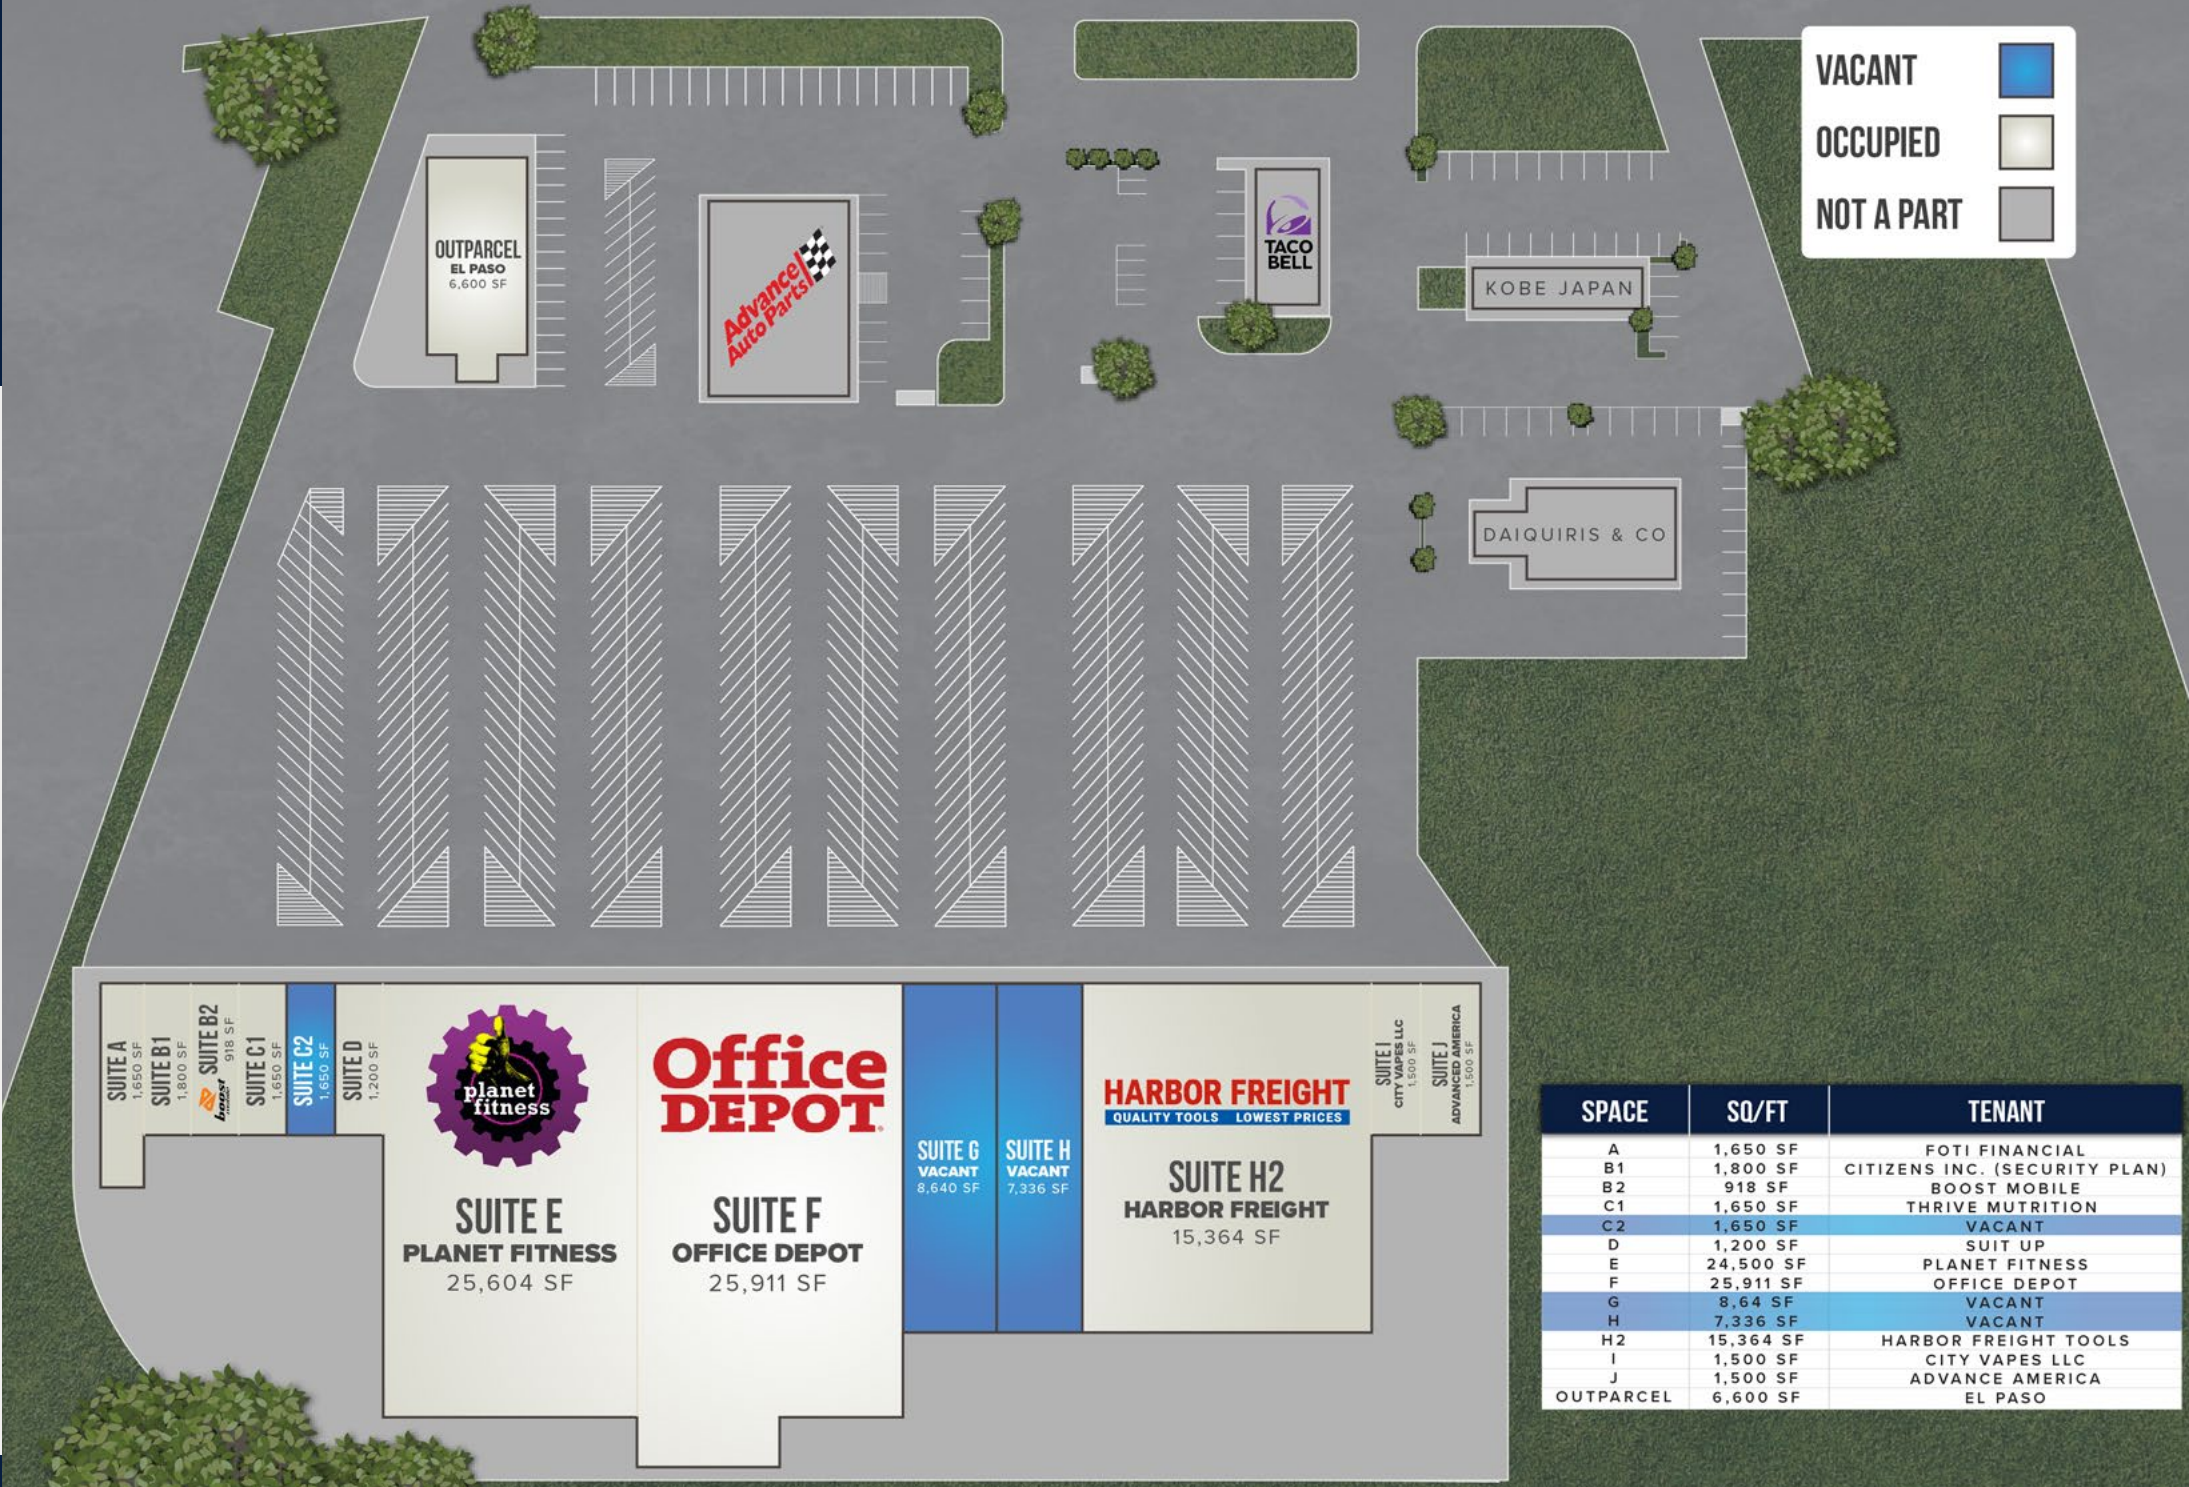 VACANT
OCCUPIED
NOT A PART
OUTPARCEL
EL PASO
6,600 SF
Advance
Auto Parts
TACO
BELL
KOBE JAPAN
DAIQUIRIS & CO
SUITE A
1,650 SF
SUITE B1
1,800 SF
SUITE B2
918 SF
boost
mobile
SUITE C1
1,650 SF
SUITE C2
1,650 SF
SUITE D
1,200 SF
planet
fitness
SUITE E
PLANET FITNESS
25,604 SF
Office
DEPOT
SUITE F
OFFICE DEPOT
25,911 SF
SUITE G
VACANT
8,640 SF
SUITE H
VACANT
7,336 SF
HARBOR FREIGHT
QUALITY TOOLS LOWEST PRICES
SUITE H2
HARBOR FREIGHT
15,364 SF
SUITE I
CITY VAPES LLC
1,500 SF
SUITE J
ADVANCED AMERICA
1,500 SF
SPACE SQ/FT TENANT
A 1,650 SF FOTI FINANCIAL
B1 1,800 SF CITIZENS INC. (SECURITY PLAN)
B2 918 SF BOOST MOBILE
C1 1,650 SF THRIVE MUTRITION
C2 1,650 SF VACANT
D 1,200 SF SUIT UP
E 24,500 SF PLANET FITNESS
F 25,911 SF OFFICE DEPOT
G 8,64 SF VACANT
H 7,336 SF VACANT
H2 15,364 SF HARBOR FREIGHT TOOLS
I 1,500 SF CITY VAPES LLC
J 1,500 SF ADVANCE AMERICA
OUTPARCEL 6,600 SF EL PASO